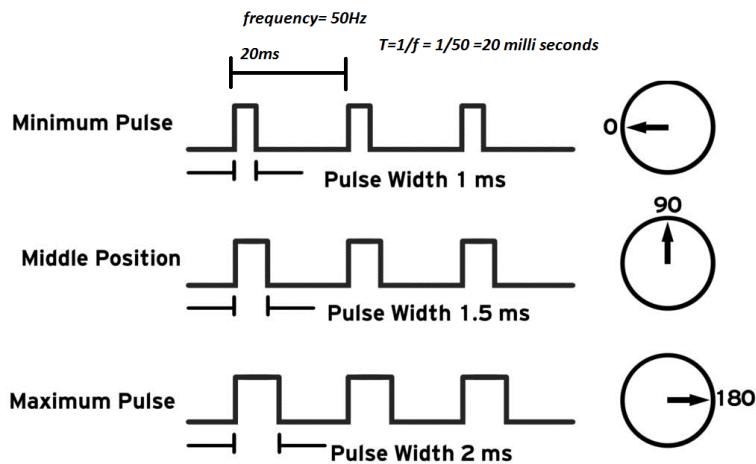 frequency= 50Hz
20ms
T=1/f = 1/50 =20 milli seconds
Minimum Pulse
0
Pulse Width 1 ms
90
Middle Position
Pulse Width 1.5 ms
Maximum Pulse
180
Pulse Width 2 ms